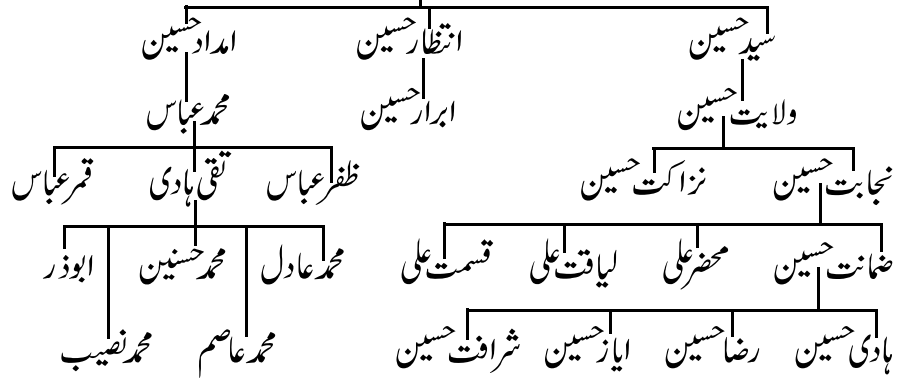 سید حسین انتظار حسین امداد حسین
ولایت حسین ابرار حسین محمد عباس
نجابت حسین نزاکت حسین ظفر عباس تقی ہادی قمر عباس
ضمانت حسین محضر علی لیاقت علی قسمت علی محمد عادل محمد حسنین ابوذر
ہادی حسین رضا حسین ایاز حسین شرافت حسین محمد عاصم محمد نصیب